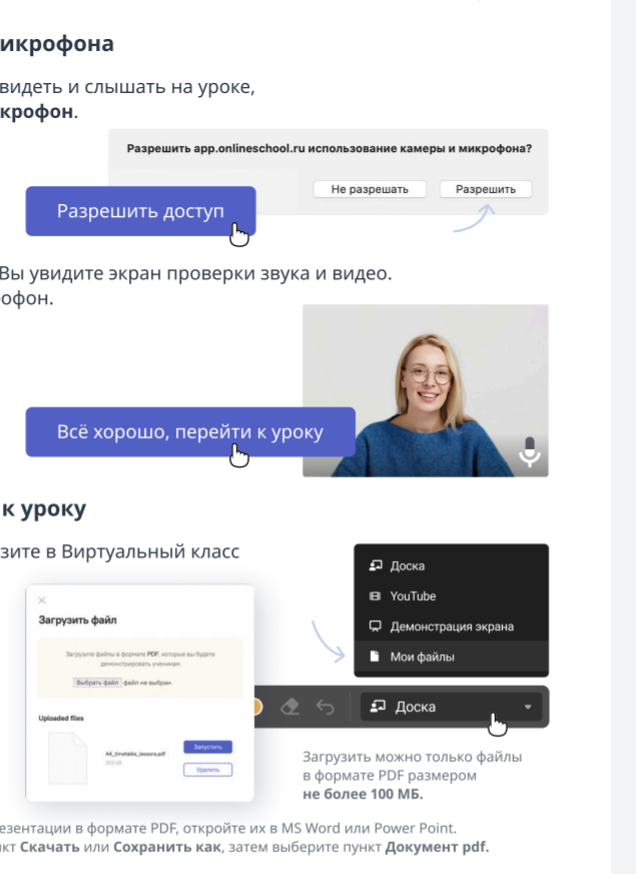 икрофона
видеть и слышать на уроке,
крофон.
Разрешить app.onlineschool.ru использование камеры и микрофона?
Не разрешать
Разрешить
Разрешить доступ
Вы увидите экран проверки звука и видео.
офон.
Всё хорошо, перейти к уроку
к уроку
зите в Виртуальный класс
Доска
YouTube
Демонстрация экрана
Мои файлы
Загрузить файл
Загрузите файлы в формате PDF, которые вы будете
демонстрировать ученикам
Выбрать файл файл не выбран
Доска
Uploaded files
A4_timetable_lessons.pdf
Запустить
Удалить
Загрузить можно только файлы
в формате PDF размером
не более 100 МБ.
езентации в формате PDF, откройте их в MS Word или Power Point.
кт Скачать или Сохранить как, затем выберите пункт Документ pdf.